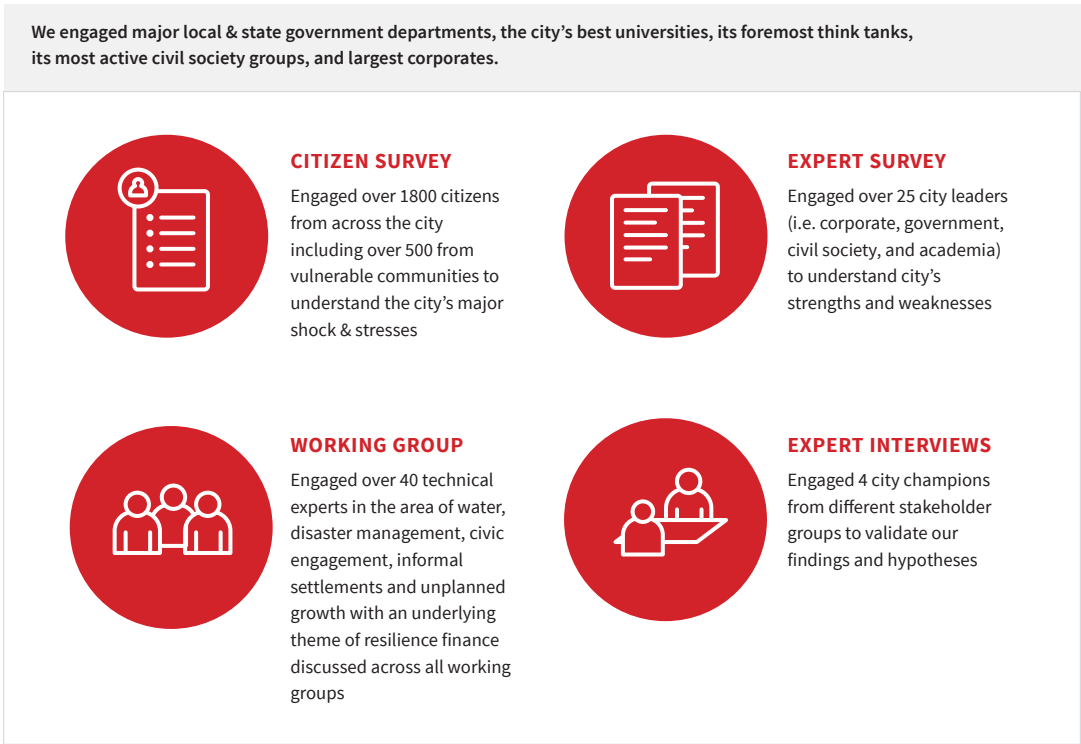 We engaged major local & state government departments, the city’s best universities, its foremost think tanks,
its most active civil society groups, and largest corporates.
CITIZEN SURVEY
Engaged over 1800 citizens
from across the city
including over 500 from
vulnerable communities to
understand the city’s major
shock & stresses
EXPERT SURVEY
Engaged over 25 city leaders
(i.e. corporate, government,
civil society, and academia)
to understand city’s
strengths and weaknesses
WORKING GROUP
Engaged over 40 technical
experts in the area of water,
disaster management, civic
engagement, informal
settlements and unplanned
growth with an underlying
theme of resilience finance
discussed across all working
groups
EXPERT INTERVIEWS
Engaged 4 city champions
from different stakeholder
groups to validate our
findings and hypotheses